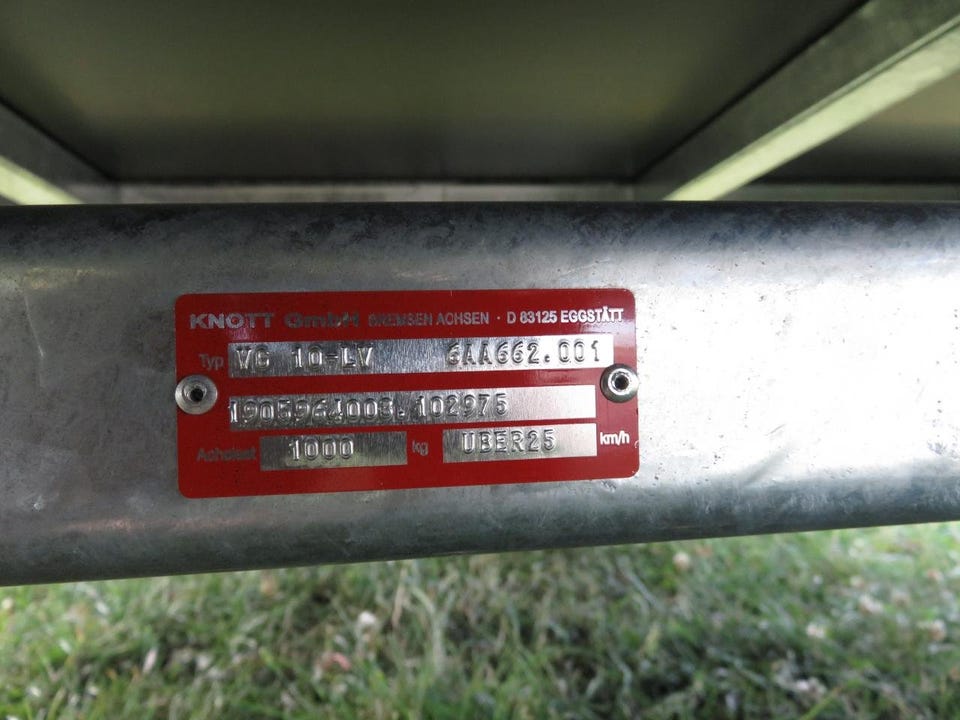 KNOTT GmbH BREMSEN ACHSEN · D 83125 EGGSTÄTT
Typ VG 10-LV 6AA662.001
1905964003.102975
Achslast 1000 kg UBER25 km/h